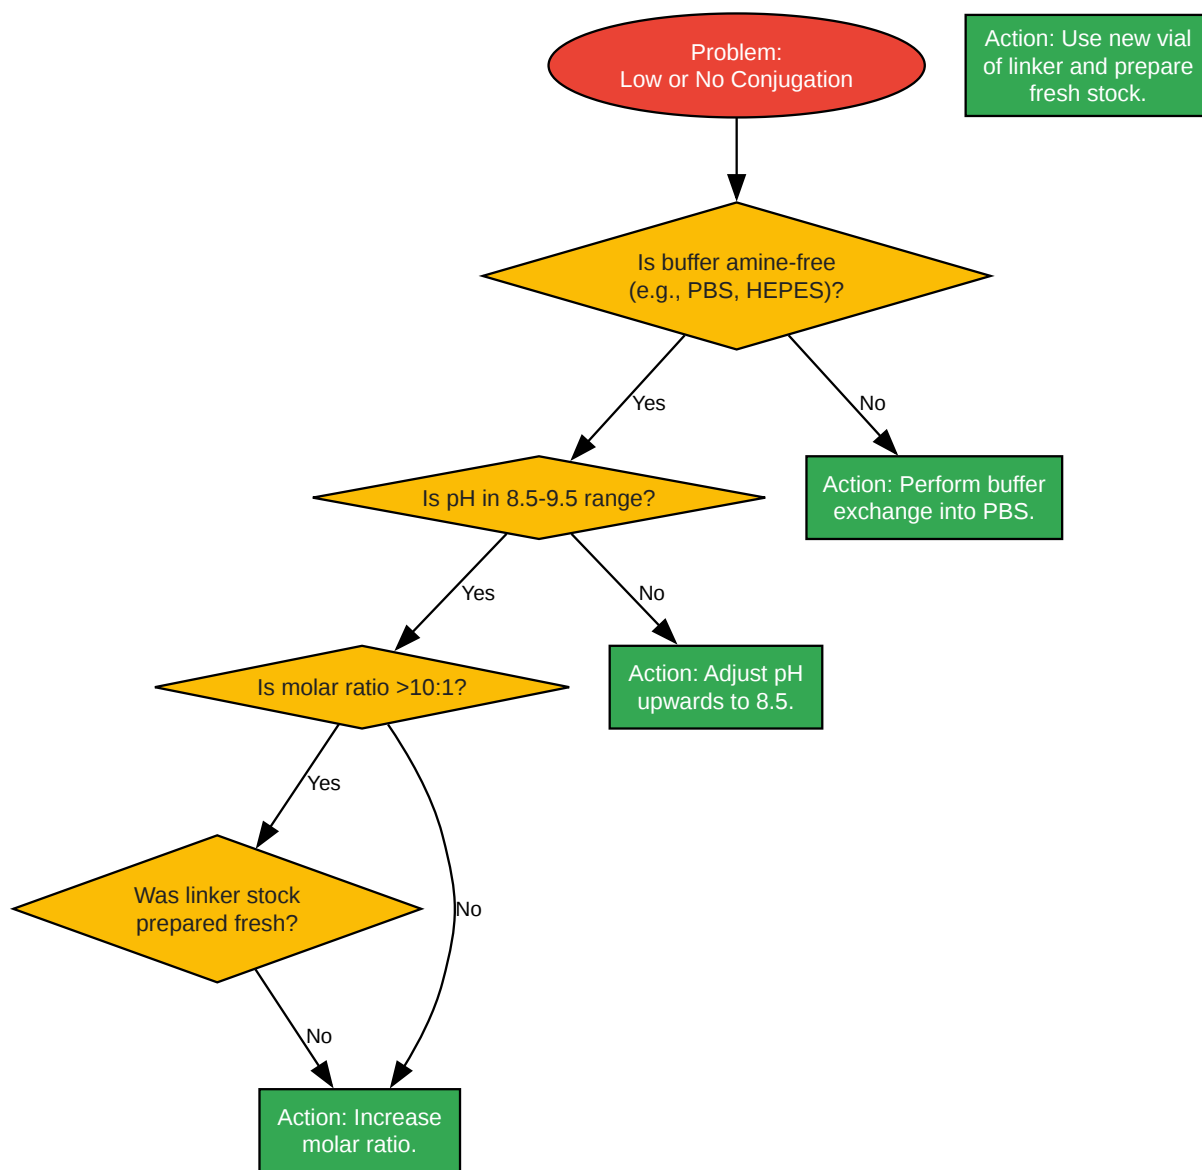 Problem:
Low or No Conjugation
Action: Use new vial
of linker and prepare
fresh stock.
Is buffer amine-free
(e.g., PBS, HEPES)?
Yes
No
Is pH in 8.5-9.5 range?
Action: Perform buffer
exchange into PBS.
Yes
No
Is molar ratio >10:1?
Action: Adjust pH
upwards to 8.5.
Yes
Was linker stock
prepared fresh?
No
No
Action: Increase
molar ratio.